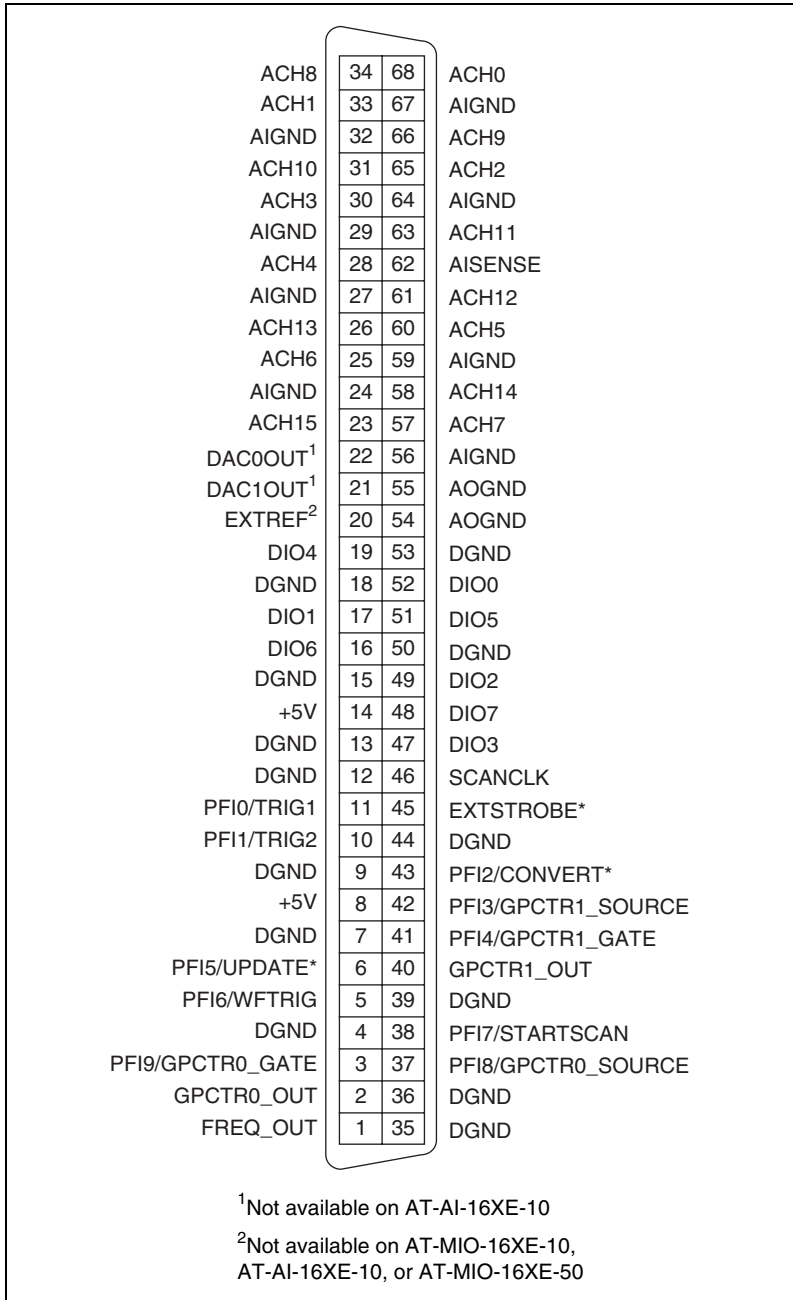 ACH8 34 68 ACH0
ACH1 33 67 AIGND
AIGND 32 66 ACH9
ACH10 31 65 ACH2
ACH3 30 64 AIGND
AIGND 29 63 ACH11
ACH4 28 62 AISENSE
AIGND 27 61 ACH12
ACH13 26 60 ACH5
ACH6 25 59 AIGND
AIGND 24 58 ACH14
ACH15 23 57 ACH7
DAC0OUT¹ 22 56 AIGND
DAC1OUT¹ 21 55 AOGND
EXTREF² 20 54 AOGND
DIO4 19 53 DGND
DGND 18 52 DIO0
DIO1 17 51 DIO5
DIO6 16 50 DGND
DGND 15 49 DIO2
+5V 14 48 DIO7
DGND 13 47 DIO3
DGND 12 46 SCANCLK
PFI0/TRIG1 11 45 EXTSTROBE*
PFI1/TRIG2 10 44 DGND
DGND 9 43 PFI2/CONVERT*
+5V 8 42 PFI3/GPCTR1_SOURCE
DGND 7 41 PFI4/GPCTR1_GATE
PFI5/UPDATE* 6 40 GPCTR1_OUT
PFI6/WFTRIG 5 39 DGND
DGND 4 38 PFI7/STARTSCAN
PFI9/GPCTR0_GATE 3 37 PFI8/GPCTR0_SOURCE
GPCTR0_OUT 2 36 DGND
FREQ_OUT 1 35 DGND
¹Not available on AT-AI-16XE-10
²Not available on AT-MIO-16XE-10,
AT-AI-16XE-10, or AT-MIO-16XE-50